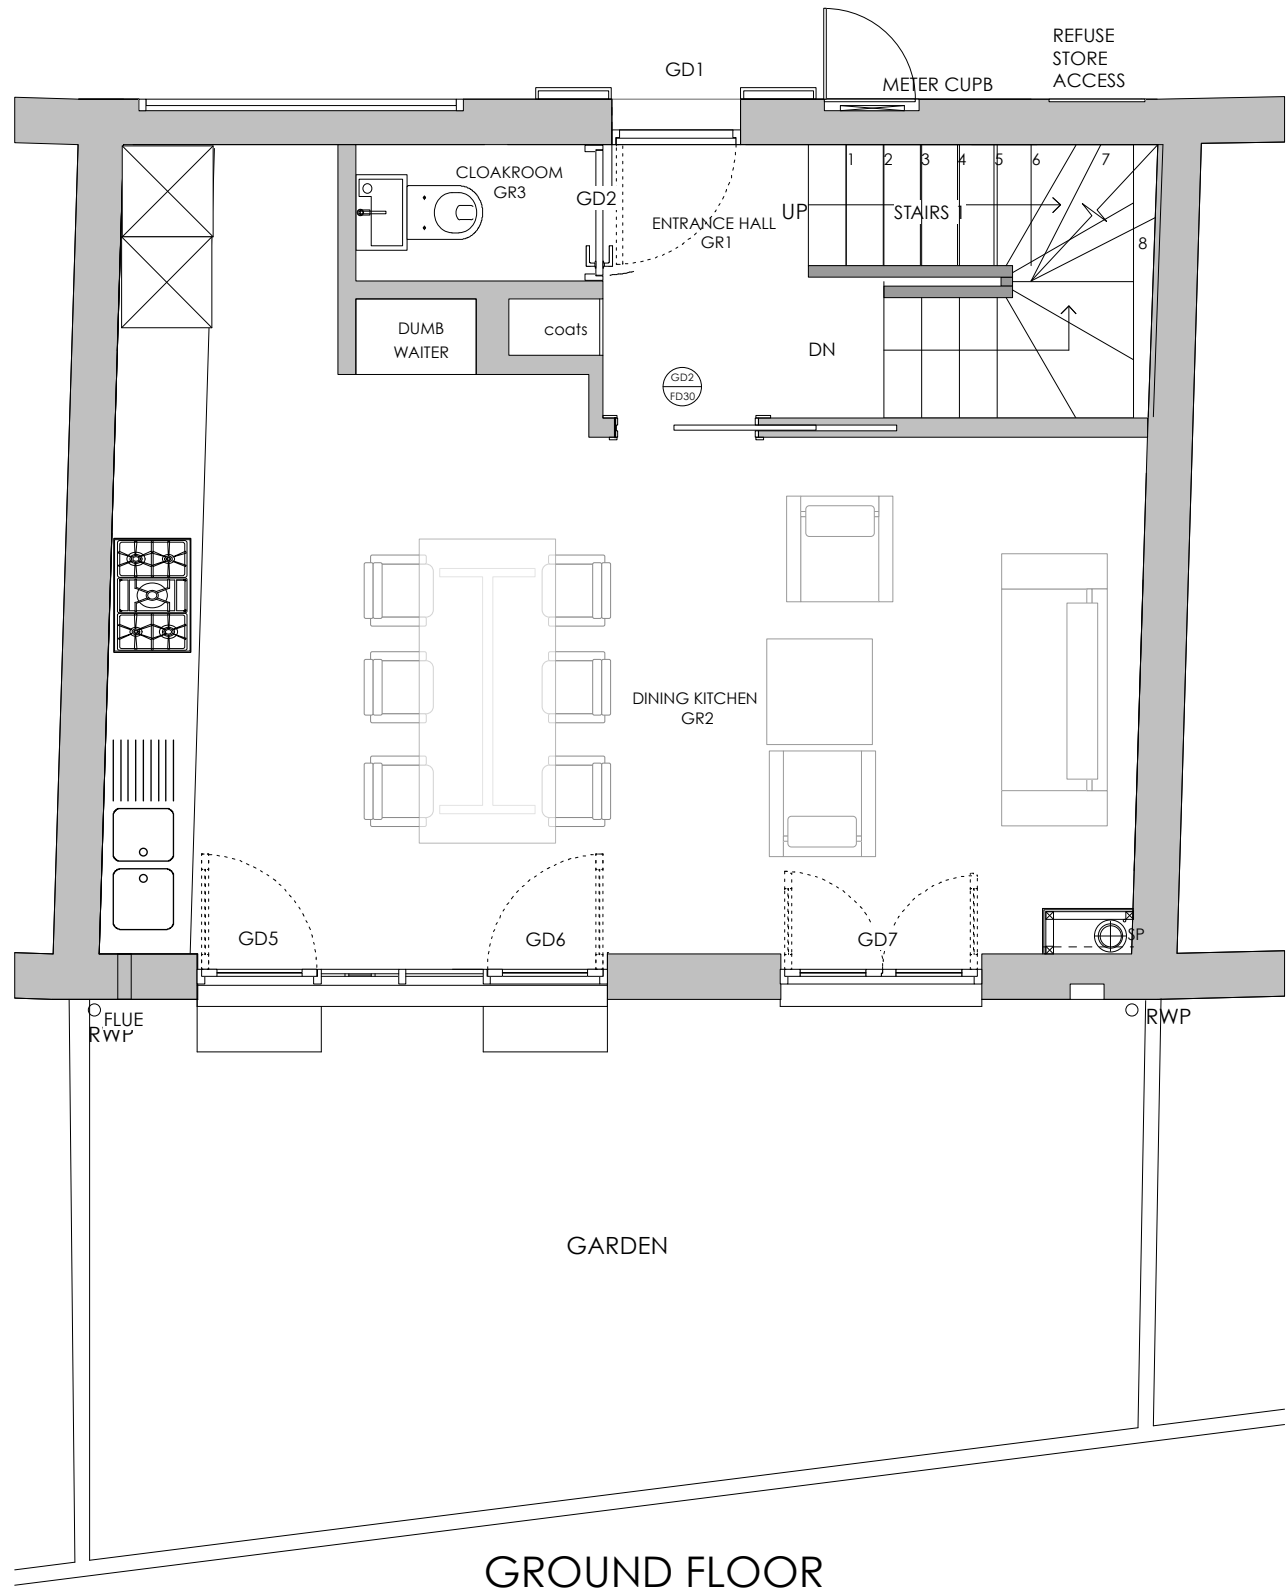 REFUSE
STORE
ACCESS
GD1
METER CUPB
1 2 3 4 5 6 7
CLOAKROOM
GR3
GD2
UP
STAIRS 1
ENTRANCE HALL
GR1
8
DUMB
WAITER
coats
DN
GD2
FD30
DINING KITCHEN
GR2
GD5
GD6
GD7
SP
FLUE
RWP
RWP
GARDEN
GROUND FLOOR